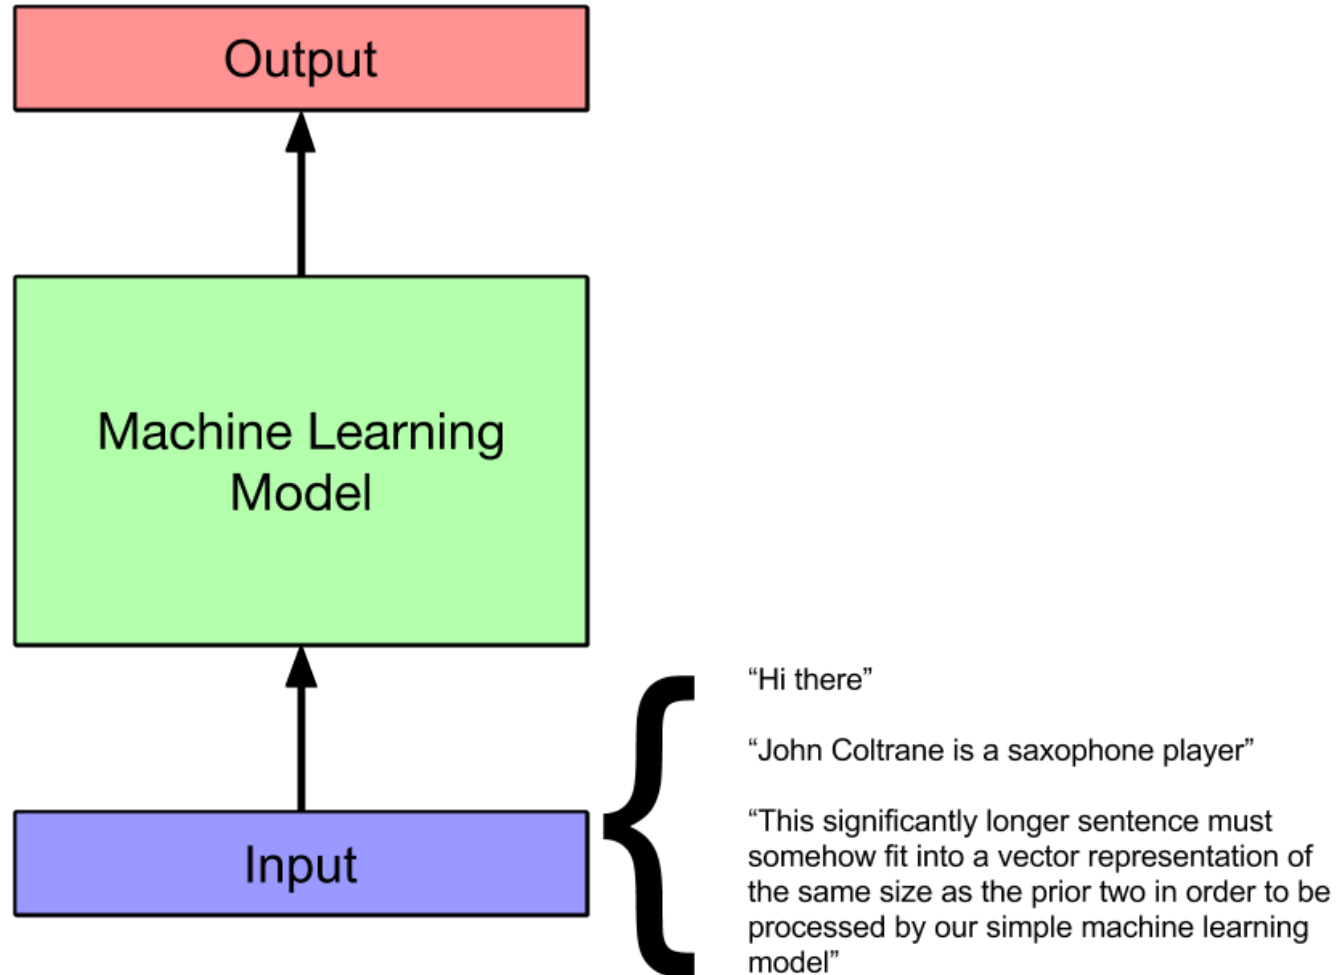 Output
Machine Learning
Model
Input
“Hi there”
“John Coltrane is a saxophone player”
“This significantly longer sentence must
somehow fit into a vector representation of
the same size as the prior two in order to be
processed by our simple machine learning
model”